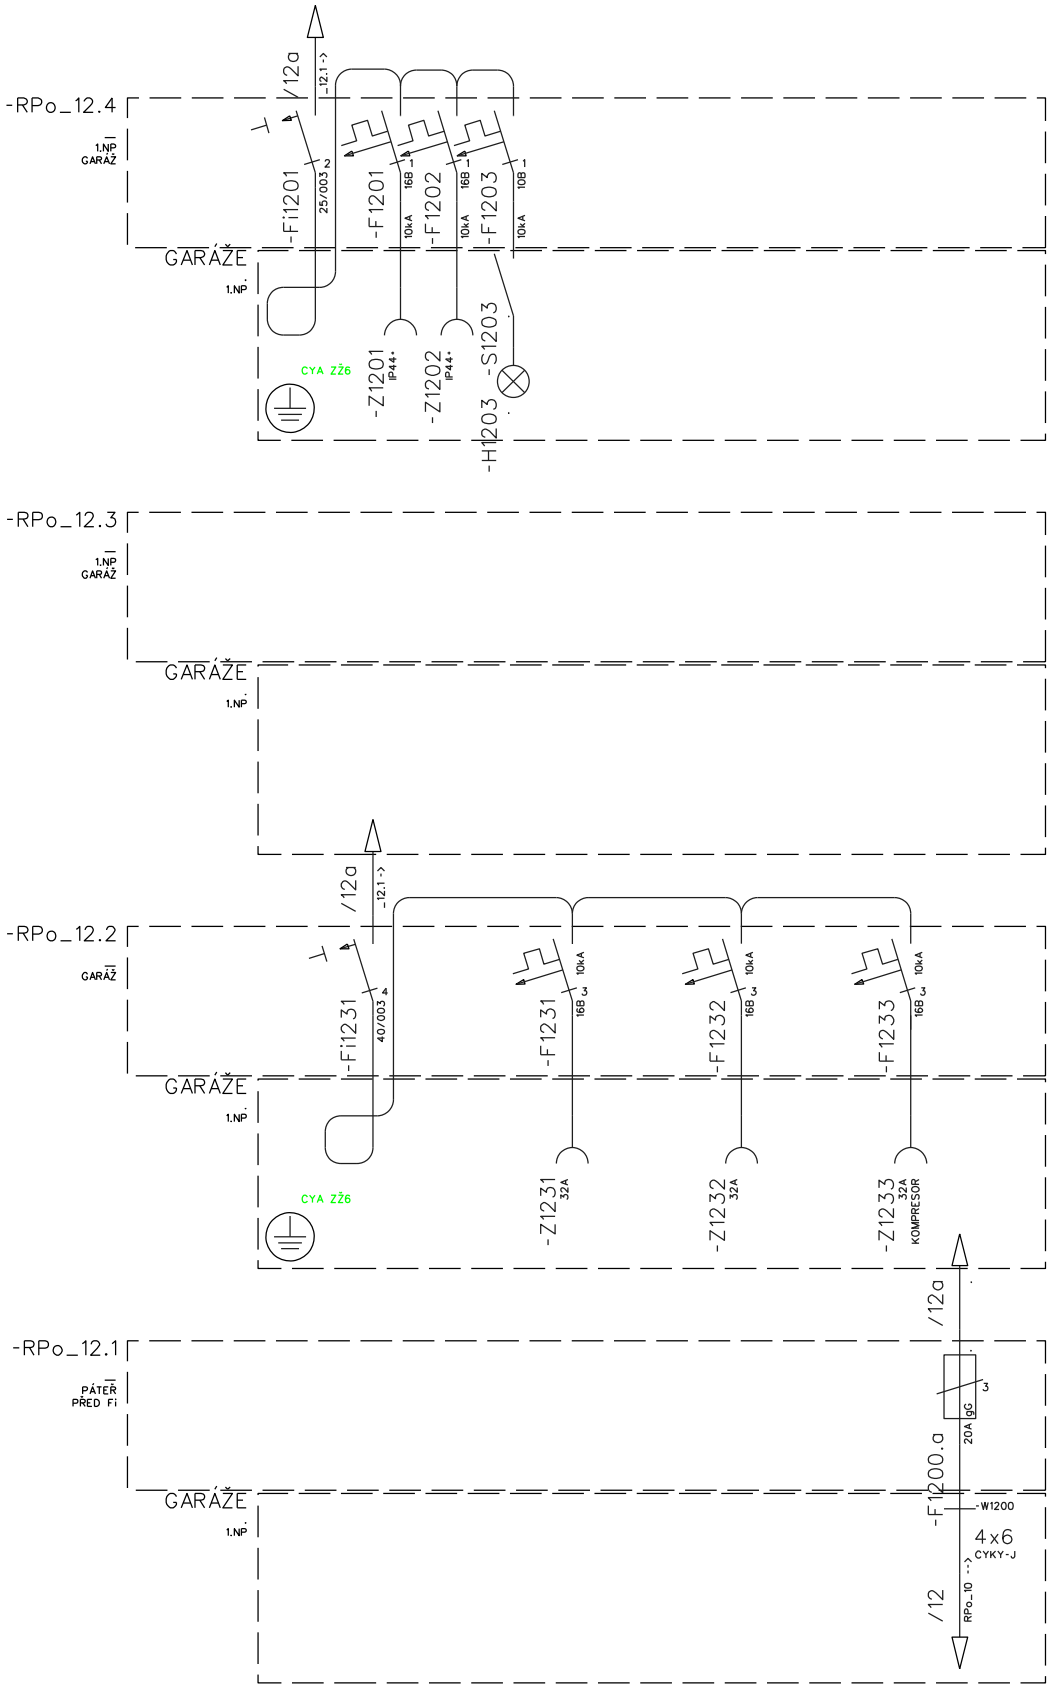 /12a
_12.1 ->
-RPo_12.4
1.NP
GARÁŽ
-Fi1201
2
25/003
-F1201
1
16B
10kA
-F1202
1
16B
10kA
-F1203
1
10B
10kA
GARÁŽE
1.NP
CYA ZŽ6
-Z1201
IP44+
-Z1202
IP44+
-H1203
-S1203
-RPo_12.3
1.NP
GARÁŽ
GARÁŽE
1.NP
/12a
_12.1 ->
-RPo_12.2
GARÁŽ
-Fi1231
4
40/003
-F1231
10kA
3
16B
-F1232
10kA
3
16B
-F1233
10kA
3
16B
GARÁŽE
1.NP
CYA ZŽ6
-Z1231
32A
-Z1232
32A
-Z1233
32A
KOMPRESOR
/12a
-RPo_12.1
PÁTEŘ
PŘED Fi
3
20A gG
-F1200.a
GARÁŽE
1.NP
-W1200
4x6
CYKY-J
/12
RPo_10 -->